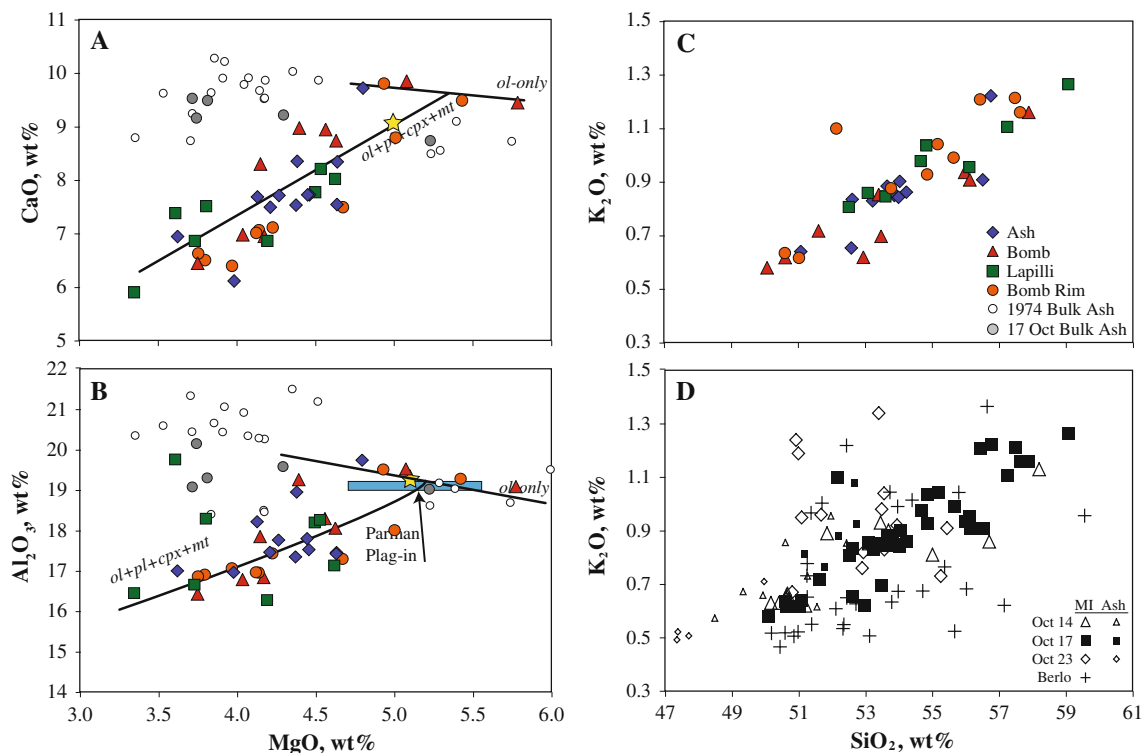 A
CaO, wt%
11
10
9
8
7
6
5
ol-only
ol+pl+cpx+mt
B
Al2O3, wt%
22
21
20
19
18
17
16
15
14
ol-only
ol+pl+cpx+mt
Parman
Plag-in
3.0 3.5 4.0 4.5 5.0 5.5 6.0
MgO, wt%
C
K2O, wt%
1.5
1.3
1.1
0.9
0.7
0.5
0.3
Ash
Bomb
Lapilli
Bomb Rim
1974 Bulk Ash
17 Oct Bulk Ash
D
K2O, wt%
1.5
1.3
1.1
0.9
0.7
0.5
0.3
MI Ash
Oct 14
Oct 17
Oct 23
Berlo
47 49 51 53 55 57 59 61
SiO2, wt%